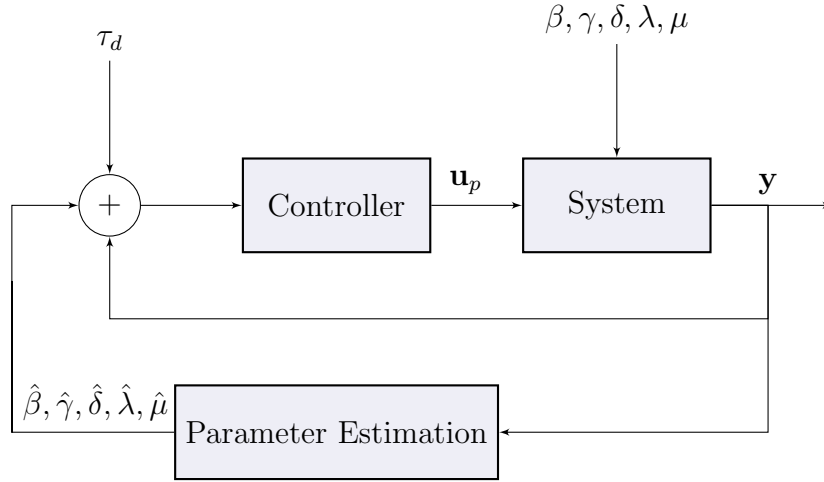 β, γ, δ, λ, μ
τ_d
+
Controller
𝐮_p
System
𝐲
β̂, γ̂, δ̂, λ̂, μ̂
Parameter Estimation